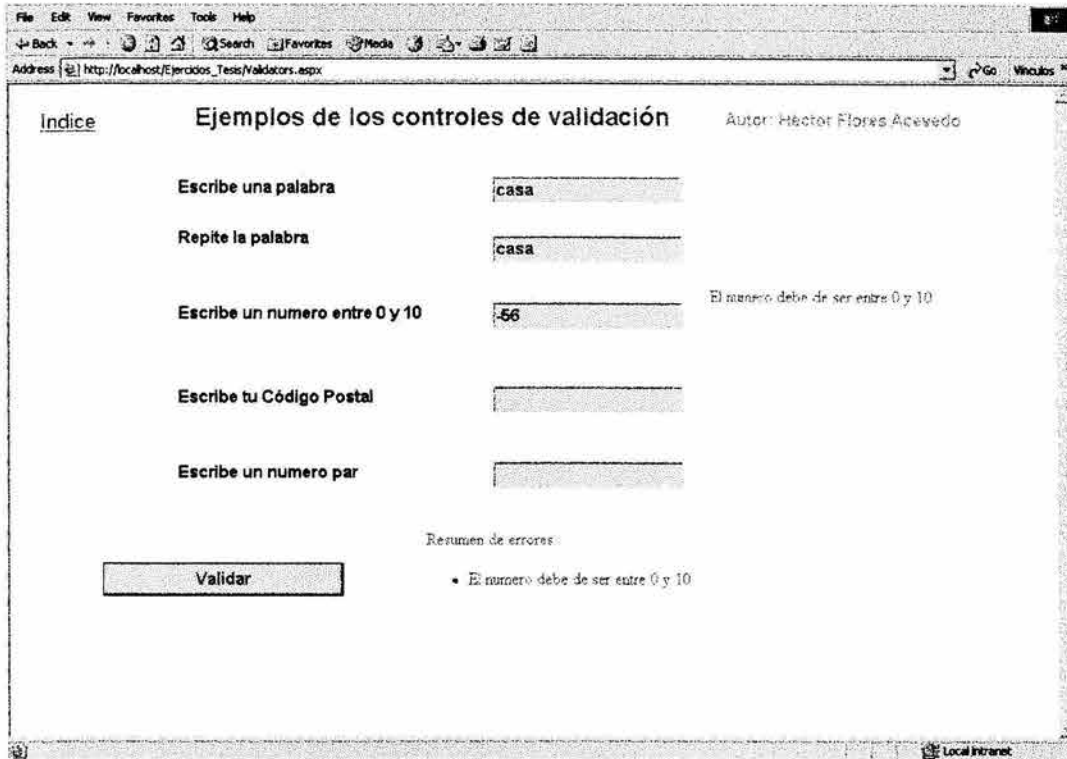 File Edit View Favorites Tools Help
Back Search Favorites Media
Address http://localhost/Ejercicios_Tesis/Validators.aspx Go Vínculos »
Indice Ejemplos de los controles de validación Autor: Héctor Flores Acevedo
Escribe una palabra casa
Repite la palabra casa
El numero debe de ser entre 0 y 10
Escribe un numero entre 0 y 10 -56
Escribe tu Código Postal
Escribe un numero par
Resumen de errores
Validar • El numero debe de ser entre 0 y 10
Local intranet